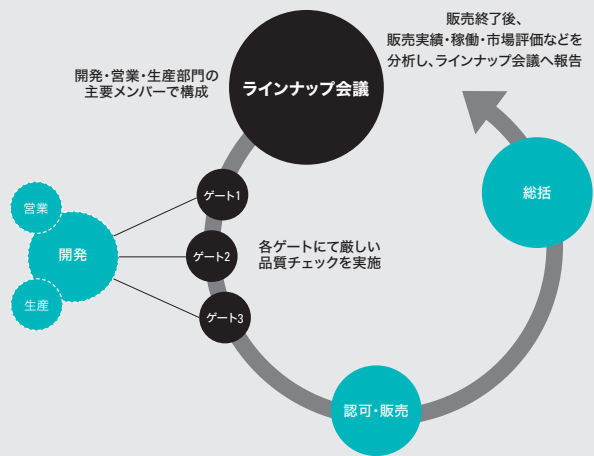 販売終了後、
販売実績・稼働・市場評価などを
分析し、ラインナップ会議へ報告
開発・営業・生産部門の
主要メンバーで構成
ラインナップ会議
総括
ゲート1
営業
開発
ゲート2
各ゲートにて厳しい
品質チェックを実施
生産
ゲート3
認可・販売